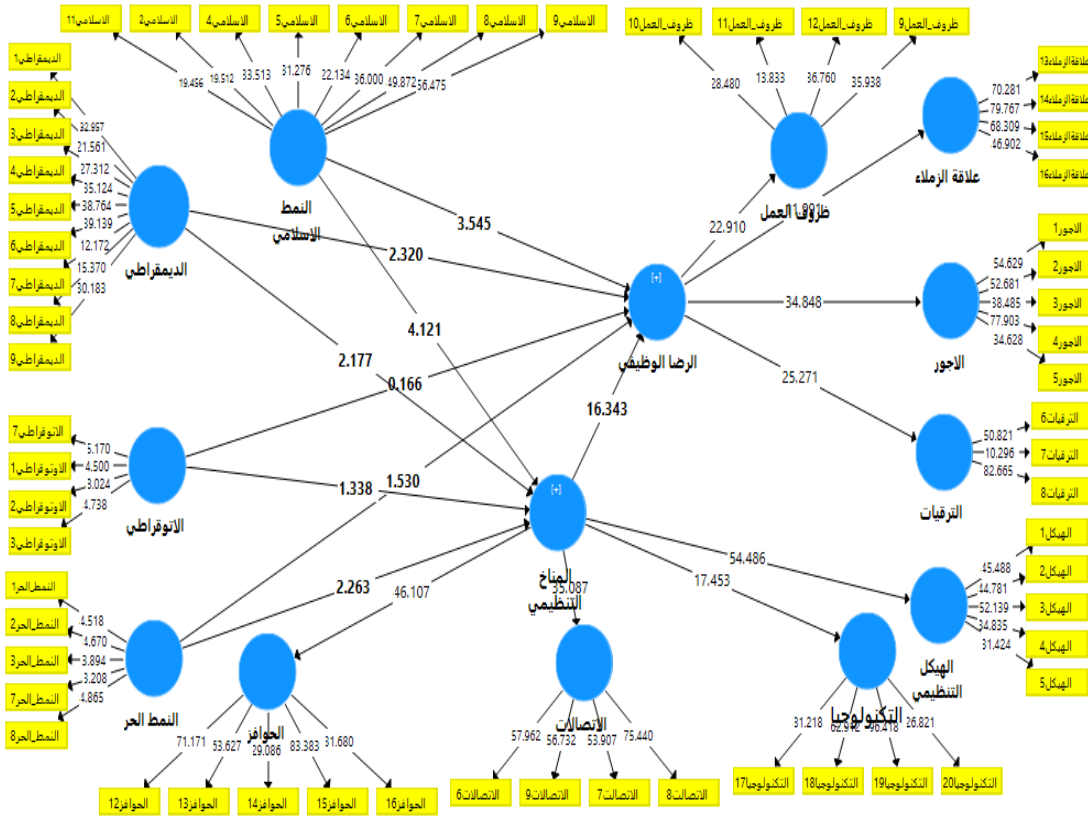 الاسلامي11
الاسلامي2
الاسلامي4
الاسلامي5
الاسلامي6
الاسلامي7
الاسلامي8
الاسلامي9
19.456
19.512
33.513
31.276
22.134
36.000
49.872
56.475
النمط
الاسلامي
ظروف_العمل10
ظروف_العمل11
ظروف_العمل12
ظروف_العمل9
28.480
13.833
36.760
35.938
ظروف العمل
علاقة الزملاء13
علاقة الزملاء14
علاقة الزملاء15
علاقة الزملاء16
70.281
79.767
68.309
46.902
علاقة الزملاء
الديمقراطي1
الديمقراطي2
الديمقراطي3
الديمقراطي4
الديمقراطي5
الديمقراطي6
الديمقراطي7
الديمقراطي8
الديمقراطي9
32.957
21.561
27.312
35.124
38.764
39.139
12.172
15.370
30.183
الديمقراطي
3.545
2.320
4.121
2.177
0.166
1.338
1.530
2.263
16.343
22.910
34.848
25.271
[+]
الرضا الوظيفي
الاجور1
الاجور2
الاجور3
الاجور4
الاجور5
54.629
52.681
38.485
77.903
34.628
الاجور
الترقيات6
الترقيات7
الترقيات8
50.821
10.296
82.665
الترقيات
الاتوقراطي7
الاوتوقراطي1
الاوتوقراطي2
الاوتوقراطي3
5.170
4.500
3.024
4.738
الاتوقراطي
[+]
المناخ
التنظيمي
46.107
35.087
17.453
54.486
الهيكل1
الهيكل2
الهيكل3
الهيكل4
الهيكل5
45.488
44.781
52.139
34.835
31.424
الهيكل
التنظيمي
النمط_الحر1
النمط_الحر2
النمط_الحر3
النمط_الحر7
النمط_الحر8
4.518
4.670
3.894
3.208
4.865
النمط الحر
الحوافز
71.171
53.627
29.086
83.383
31.680
الحوافز12
الحوافز13
الحوافز14
الحوافز15
الحوافز16
الاتصالات
57.962
56.732
53.907
75.440
الاتصالات6
الاتصالات9
الاتصالات7
الاتصالات8
التكنولوجيا
31.218
26.821
التكنولوجيا17
التكنولوجيا18
التكنولوجيا19
التكنولوجيا20